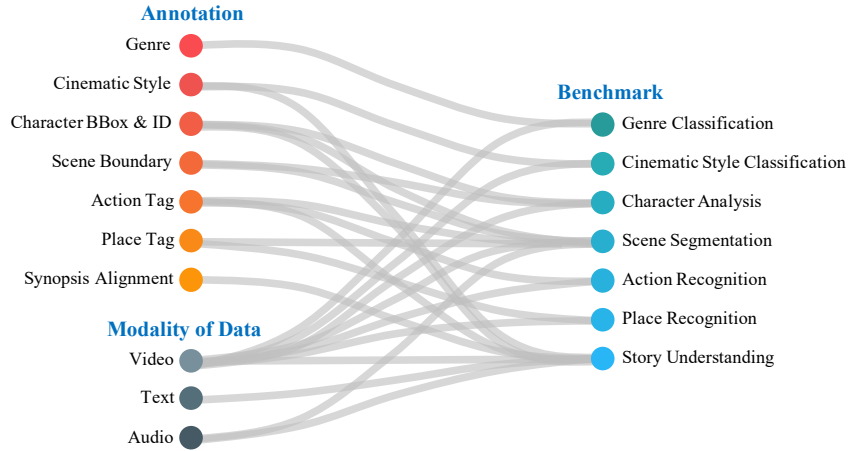 Annotation
Genre
Cinematic Style
Character BBox & ID
Scene Boundary
Action Tag
Place Tag
Synopsis Alignment
Modality of Data
Video
Text
Audio
Benchmark
Genre Classification
Cinematic Style Classification
Character Analysis
Scene Segmentation
Action Recognition
Place Recognition
Story Understanding